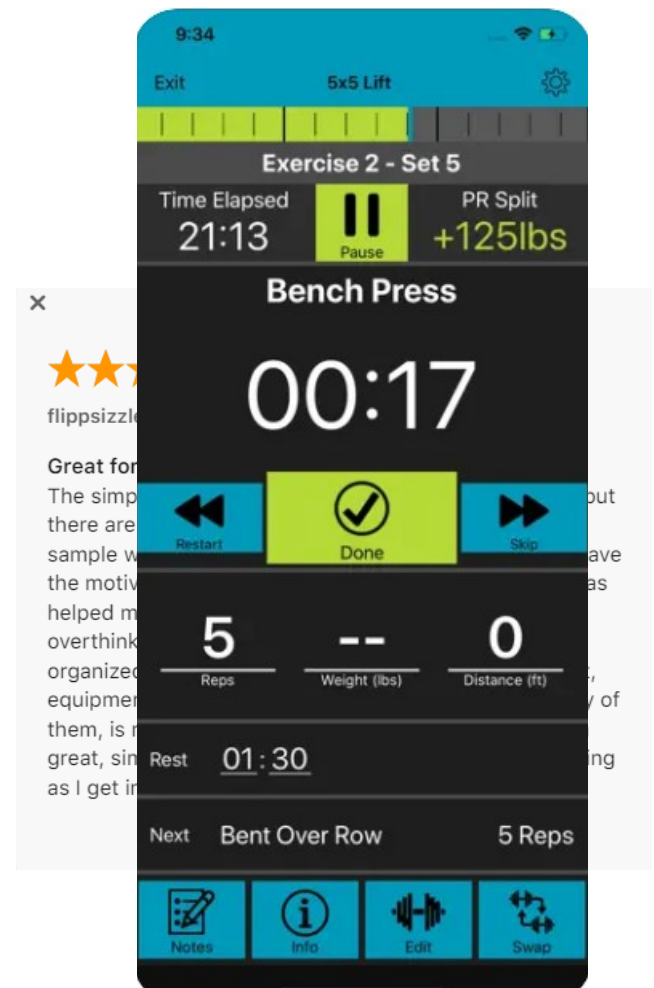 9:34
Exit 5x5 Lift
Exercise 2 - Set 5
Time Elapsed
21:13
Pause
PR Split
+125lbs
Bench Press
00:17
Restart
Done
Skip
5
Reps
--
Weight (lbs)
0
Distance (ft)
Rest 01:30
Next Bent Over Row 5 Reps
Notes Info Edit Swap
×
flippsizzle
Great for
The simp out
there are
sample w ave
the motiv as
helped m
overthink
organized ,
equipmen y of
them, is
great, sim ing
as I get in